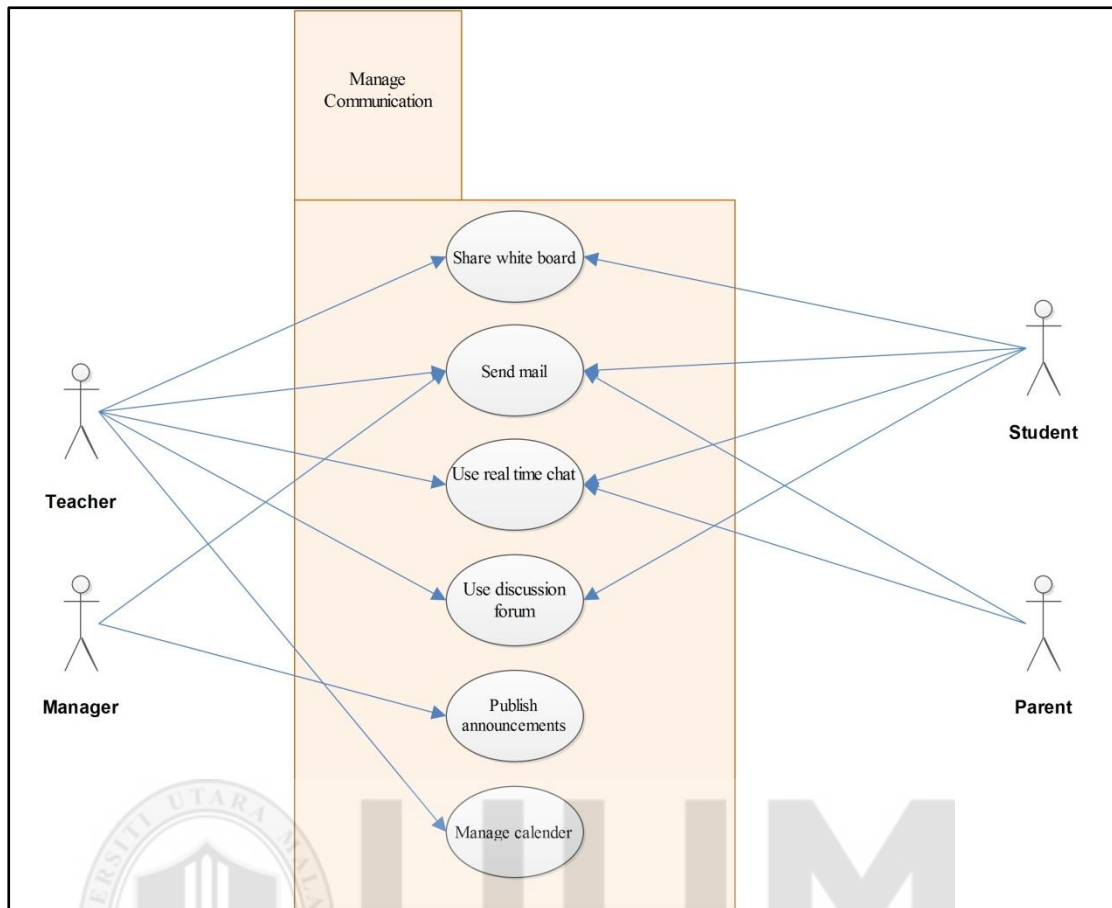 Manage
Communication
Share white board
Send mail
Use real time chat
Use discussion
forum
Publish
announcements
Manage calender
Teacher
Manager
Student
Parent
UTARA
UUM